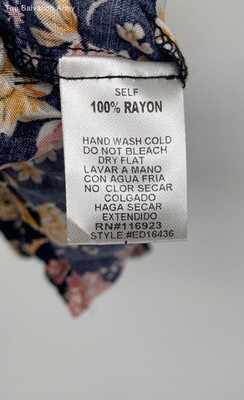 The Salvation Army
SELF
100% RAYON
HAND WASH COLD
DO NOT BLEACH
DRY FLAT
LAVAR A MANO
CON AGUA FRIA
NO CLOR SECAR
COLGADO
HAGA SECAR
EXTENDIDO
RN#116923
STYLE:#ED16436